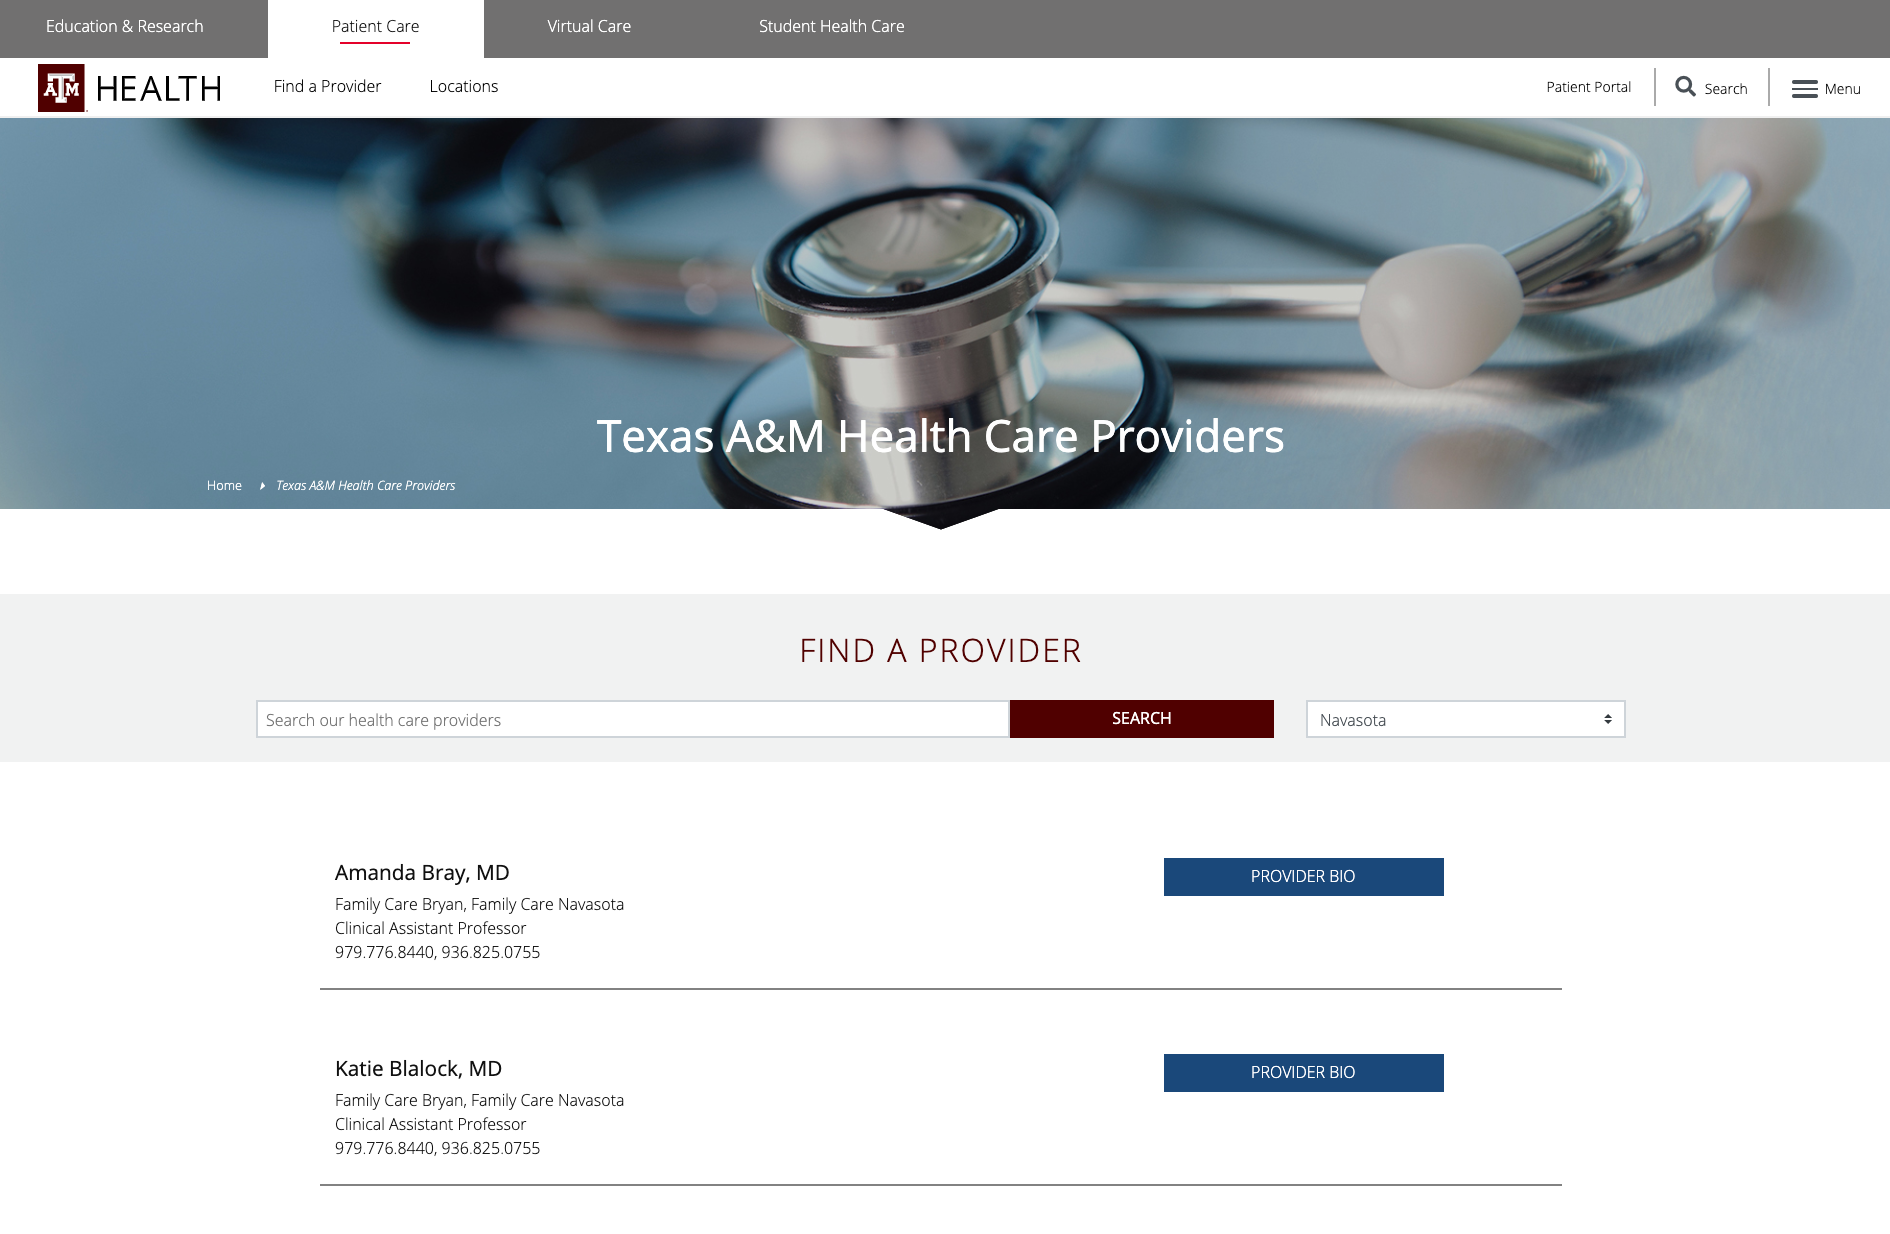 Education & Research
Patient Care
Virtual Care
Student Health Care
ATM HEALTH
Find a Provider
Locations
Patient Portal
Search
Menu
Texas A&M Health Care Providers
Home
Texas A&M Health Care Providers
FIND A PROVIDER
Search our health care providers
SEARCH
Navasota
Amanda Bray, MD
PROVIDER BIO
Family Care Bryan, Family Care Navasota
Clinical Assistant Professor
979.776.8440, 936.825.0755
Katie Blalock, MD
PROVIDER BIO
Family Care Bryan, Family Care Navasota
Clinical Assistant Professor
979.776.8440, 936.825.0755